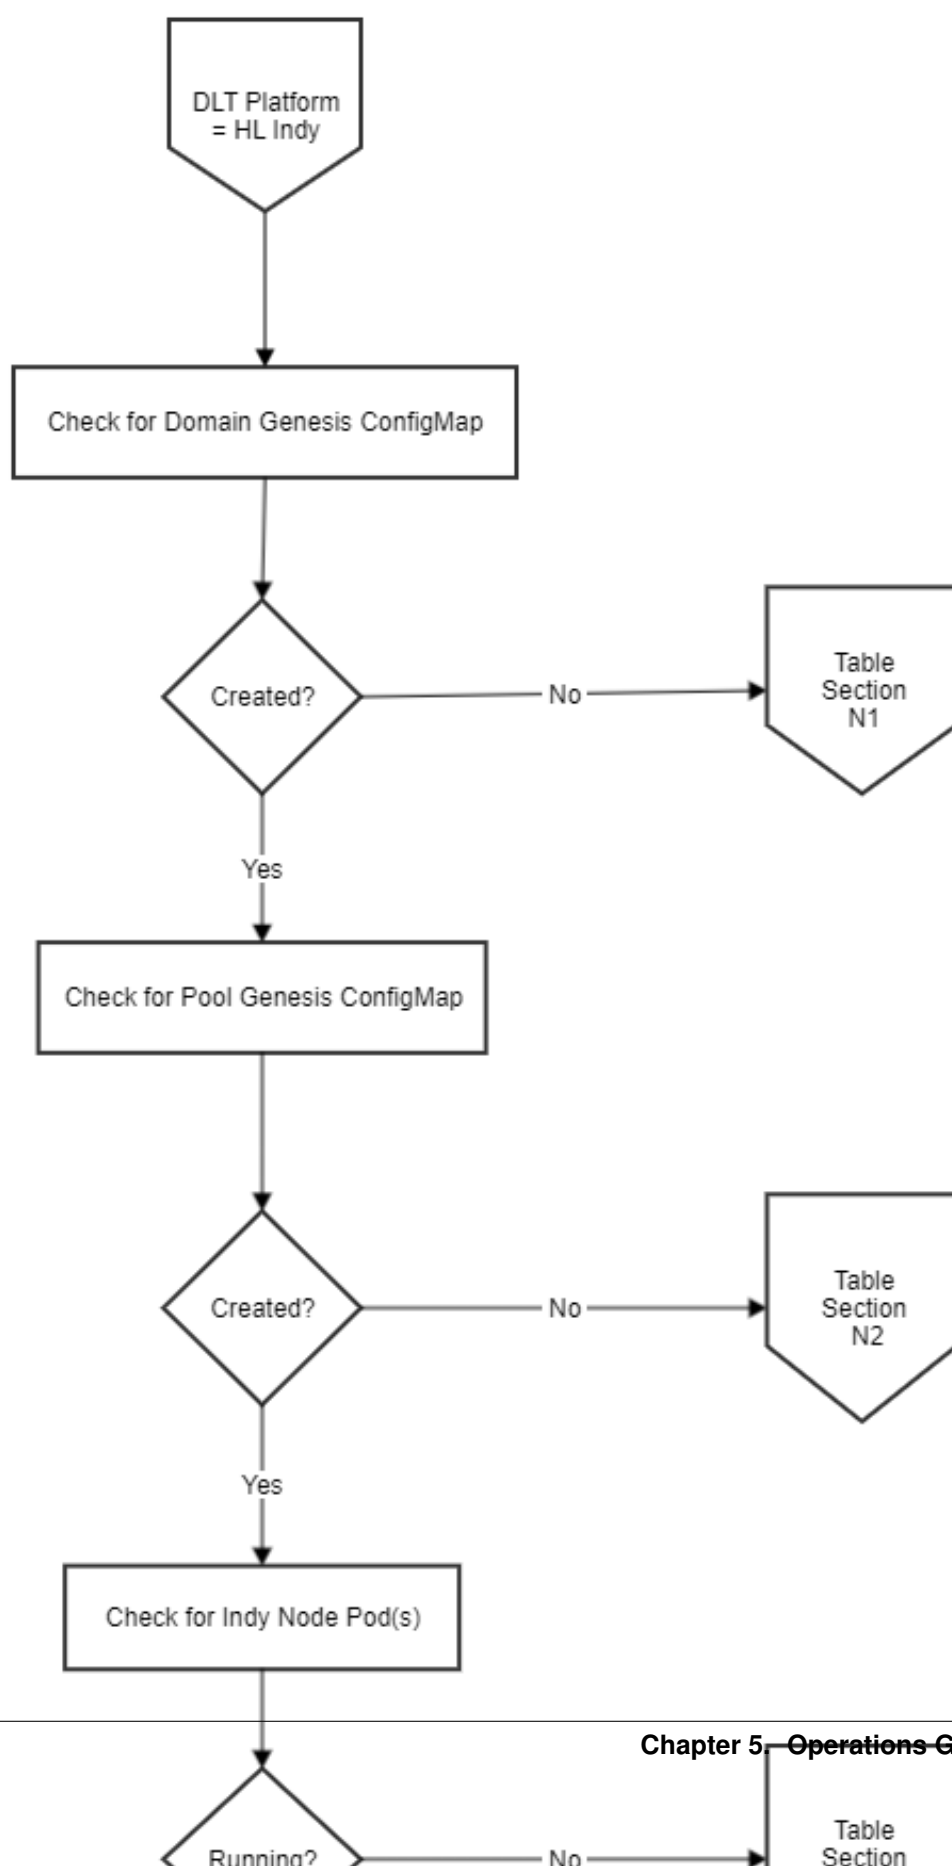 DLT Platform
= HL Indy
Check for Domain Genesis ConfigMap
Created?
No
Table
Section
N1
Yes
Check for Pool Genesis ConfigMap
Created?
No
Table
Section
N2
Yes
Check for Indy Node Pod(s)
Chapter 5. Operations G
Running?
No
Table
Section